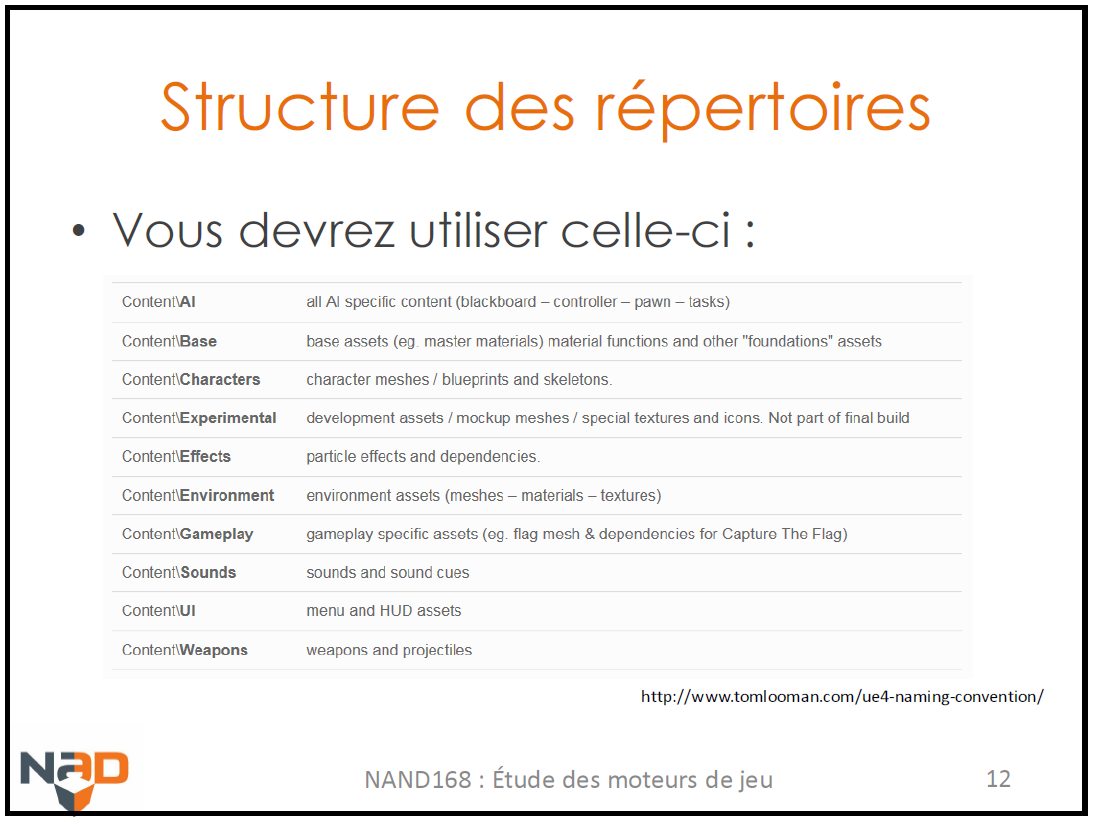 Structure des répertoires
• Vous devrez utiliser celle-ci :
Content\AI all AI specific content (blackboard – controller – pawn – tasks)
Content\Base base assets (eg. master materials) material functions and other "foundations" assets
Content\Characters character meshes / blueprints and skeletons.
Content\Experimental development assets / mockup meshes / special textures and icons. Not part of final build
Content\Effects particle effects and dependencies.
Content\Environment environment assets (meshes – materials – textures)
Content\Gameplay gameplay specific assets (eg. flag mesh & dependencies for Capture The Flag)
Content\Sounds sounds and sound cues
Content\UI menu and HUD assets
Content\Weapons weapons and projectiles
http://www.tomlooman.com/ue4-naming-convention/
NAD
NAND168 : Étude des moteurs de jeu
12